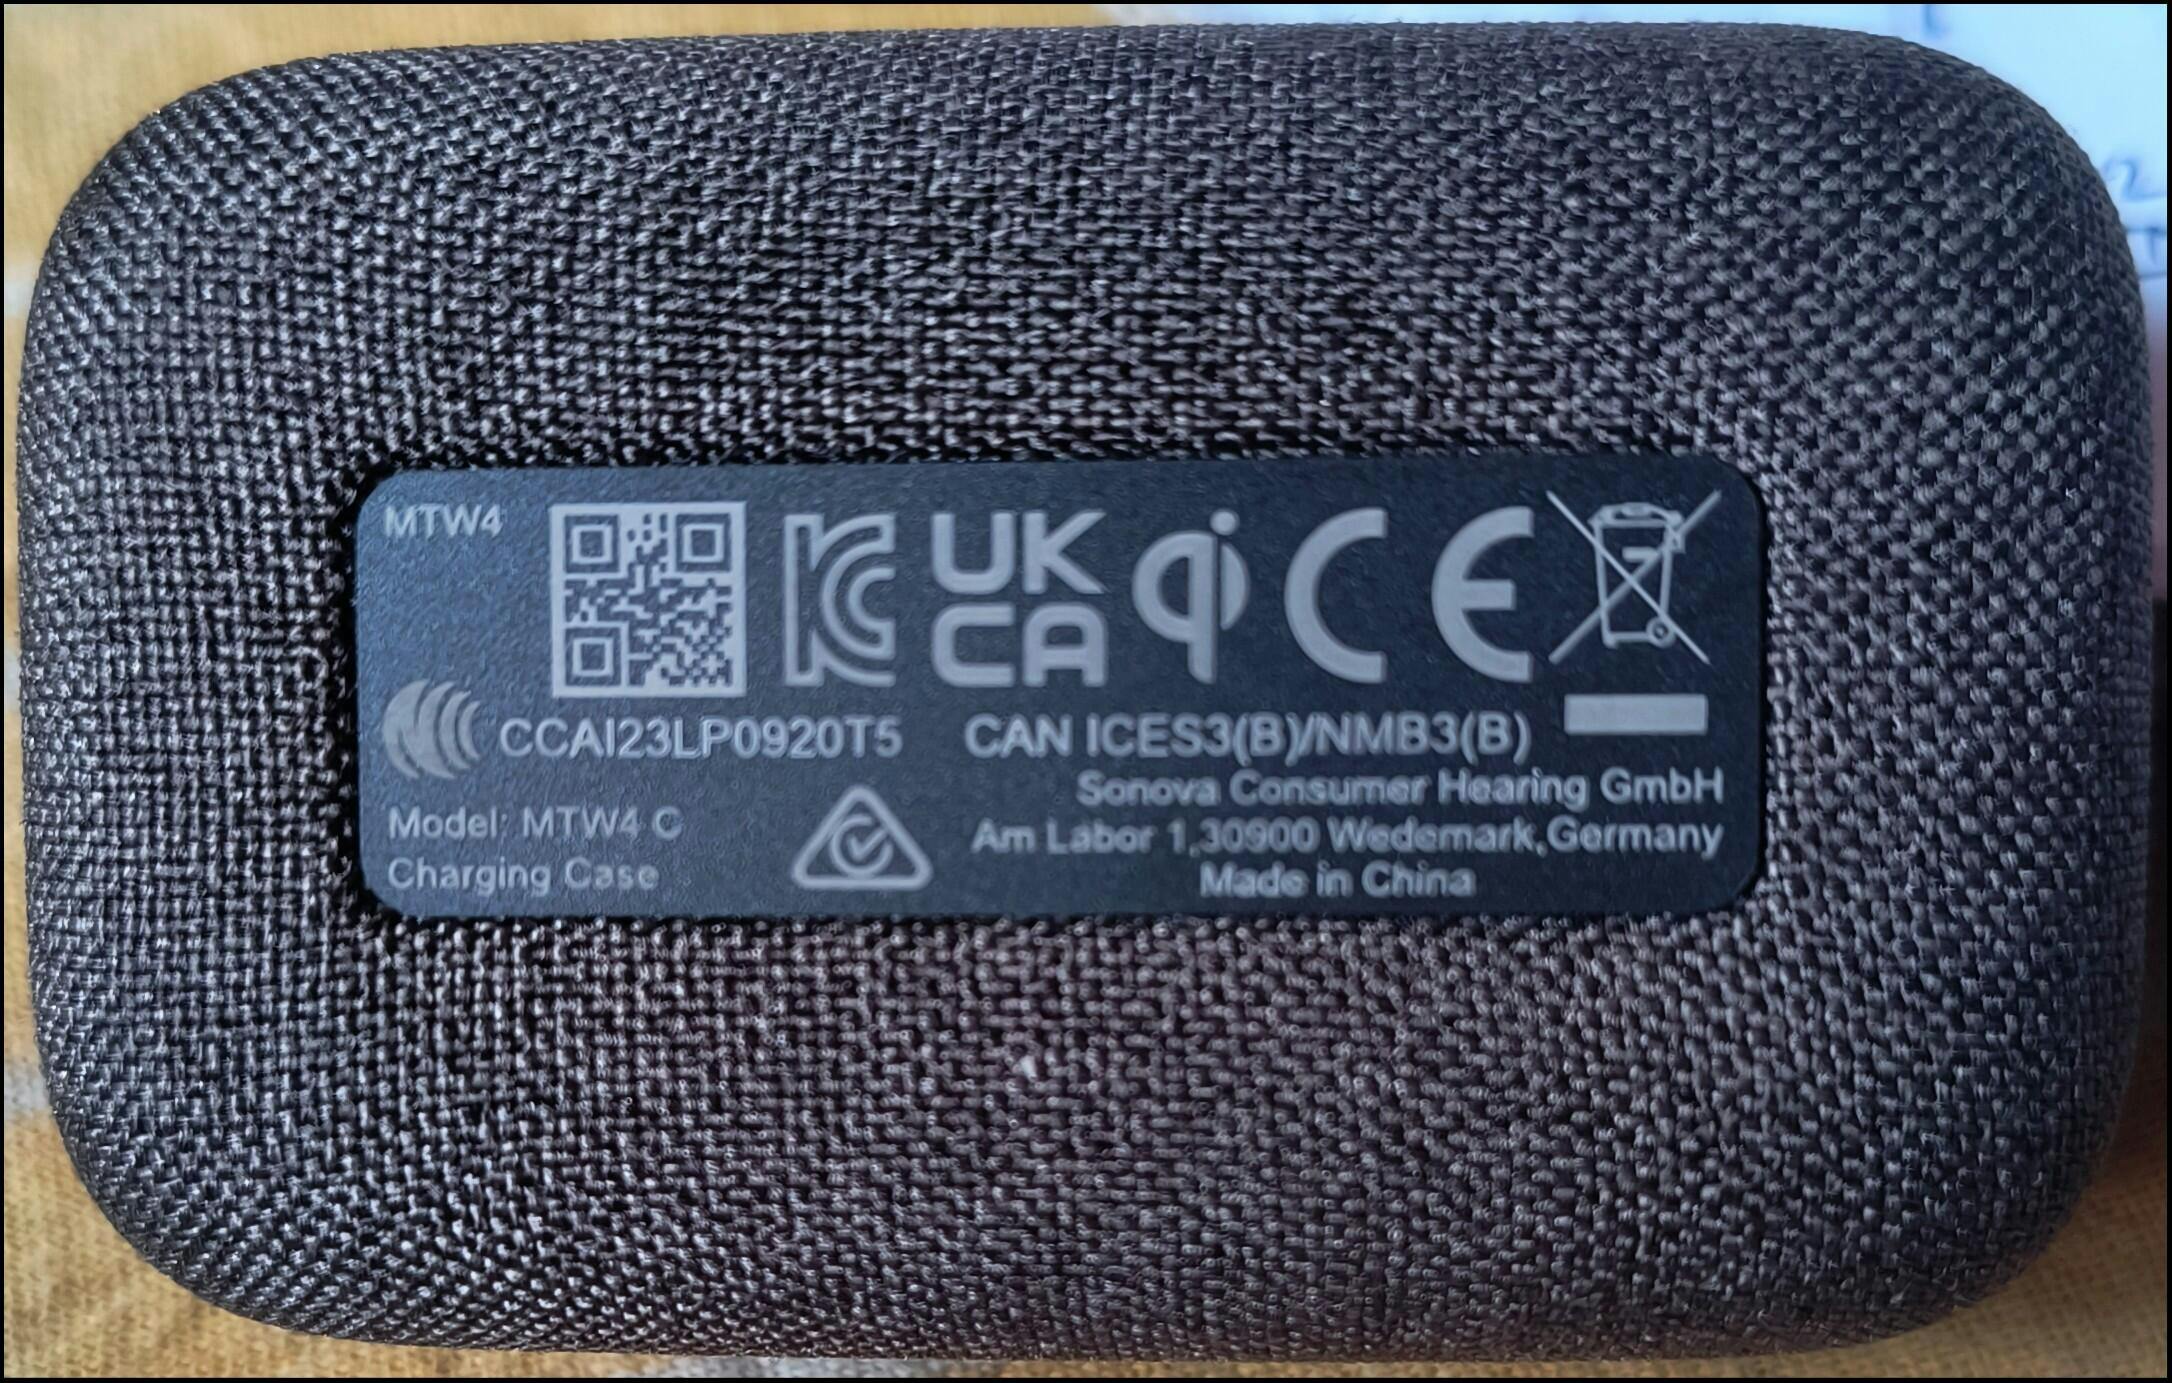 MTW4
UK
CA
CE
CCAI23LP0920T5
CAN ICES3(B)/NMB3(B)
Model: MTW4 C
Charging Case
Sonova Consumer Hearing GmbH
Am Labor 1,30900 Wedemark,Germany
Made in China